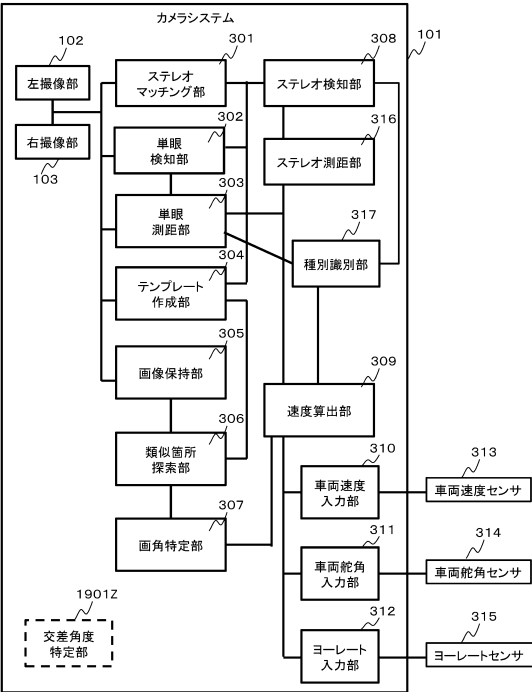 カメラシステム
101
102
左撮像部
右撮像部
103
301
ステレオ
マッチング部
302
単眼
検知部
303
単眼
測距部
304
テンプレート
作成部
305
画像保持部
306
類似箇所
探索部
307
画角特定部
308
ステレオ検知部
316
ステレオ測距部
317
種別識別部
309
速度算出部
310
車両速度
入力部
311
車両舵角
入力部
312
ヨーレート
入力部
313
車両速度センサ
314
車両舵角センサ
315
ヨーレートセンサ
1901Z
交差角度
特定部